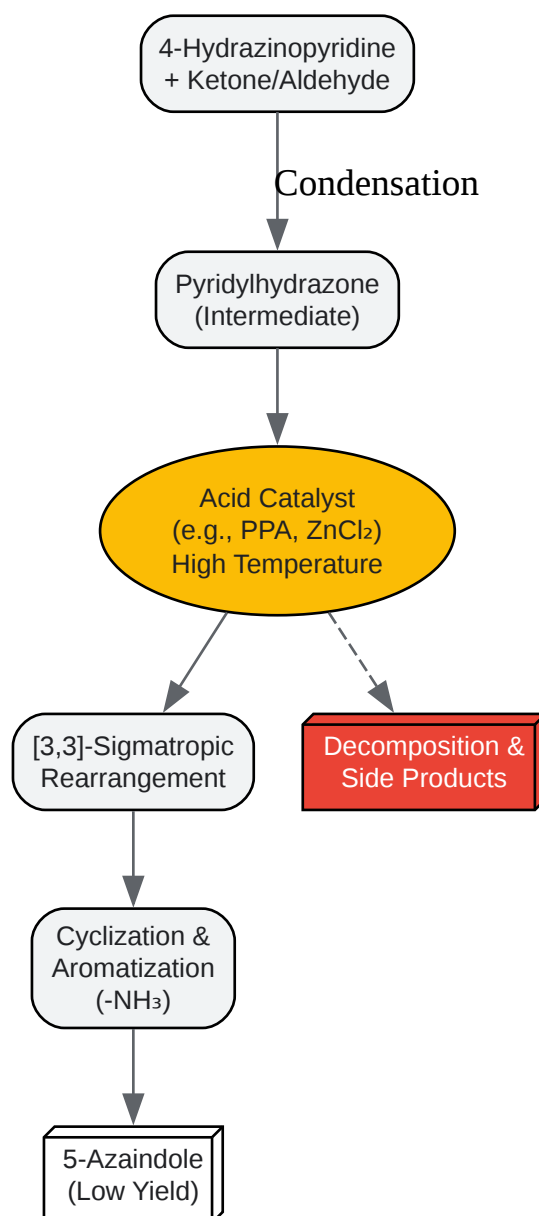 4-Hydrazinopyridine
+ Ketone/Aldehyde
Condensation
Pyridylhydrazone
(Intermediate)
Acid Catalyst
(e.g., PPA, ZnCl₂)
High Temperature
[3,3]-Sigmatropic
Rearrangement
Decomposition &
Side Products
Cyclization &
Aromatization
(-NH₃)
5-Azaindole
(Low Yield)